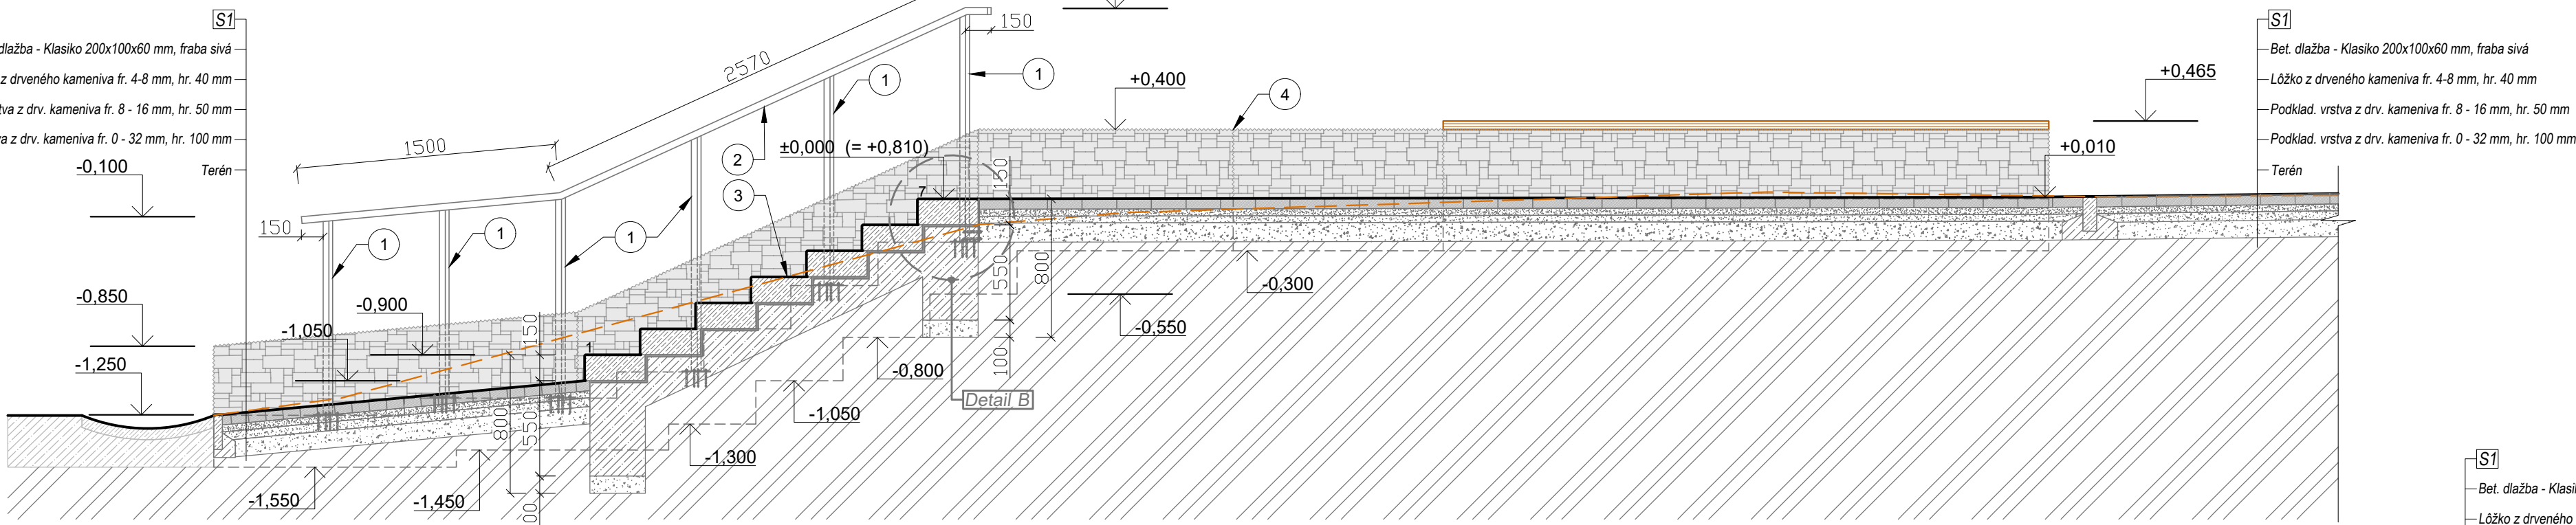 S1
dlažba - Klasiko 200x100x60 mm, fraba sivá
z drveného kameniva fr. 4-8 mm, hr. 40 mm
tva z drv. kameniva fr. 8 - 16 mm, hr. 50 mm
va z drv. kameniva fr. 0 - 32 mm, hr. 100 mm
Terén
S1
Bet. dlažba - Klasiko 200x100x60 mm, fraba sivá
Lôžko z drveného kameniva fr. 4-8 mm, hr. 40 mm
Podklad. vrstva z drv. kameniva fr. 8 - 16 mm, hr. 50 mm
Podklad. vrstva z drv. kameniva fr. 0 - 32 mm, hr. 100 mm
Terén
150
2570
1
1
+0,400
4
+0,465
1500
2
±0,000 (= +0,810)
+0,010
-0,100
3
7
150
150
1
1
1
550
800
-0,300
-0,850
-0,900
-1,050
150
1
-0,550
-1,250
100
-0,800
Detail B
-1,050
800
550
-1,300
-1,550
-1,450
00
S1
Bet. dlažba - Klasi
Lôžko z drveného